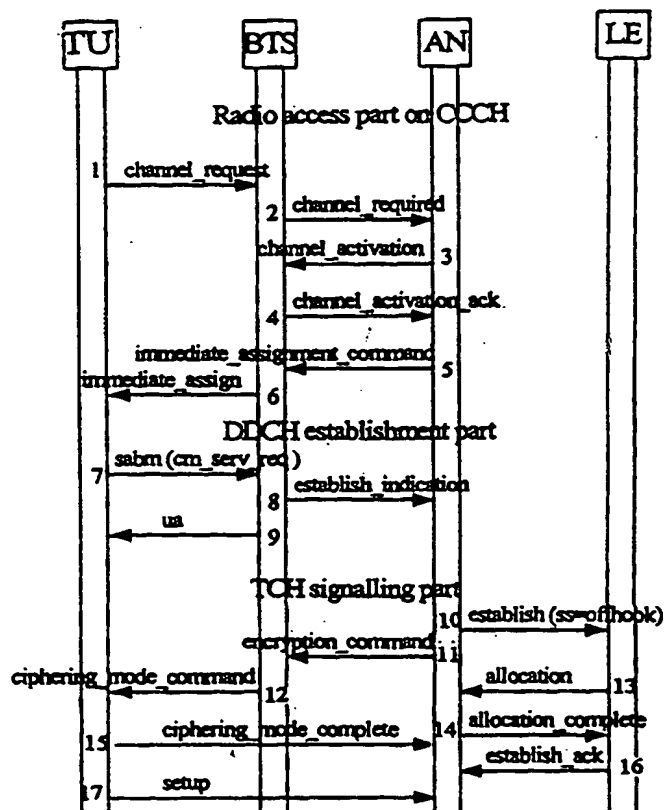 TU BTS AN LE
Radio access part on CCCH
1 channel_request
2 channel_required
channel_activation 3
4 channel_activation_ack.
immediate_assignment_command 5
immediate_assign 6
DDCH establishment part
7 sabm (cm_serv_req)
8 establish_indication
ua 9
TCH signalling part
10 establish (ss=offhook)
encryption_command 11
ciphering_mode_command 12
allocation 13
14 allocation_complete
15 ciphering_mode_complete
establish_ack 16
17 setup